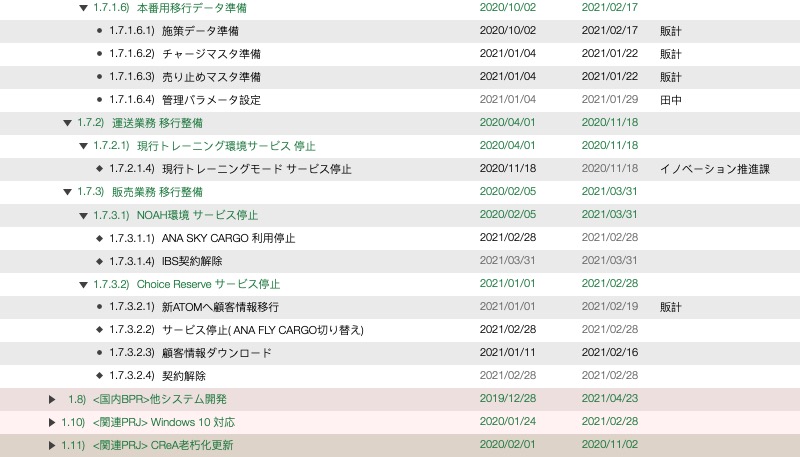 1.7.1.6) 本番用移行データ準備 2020/10/02 2021/02/17
1.7.1.6.1) 施策データ準備 2020/10/02 2021/02/17 販計
1.7.1.6.2) チャージマスタ準備 2021/01/04 2021/01/22 販計
1.7.1.6.3) 売り止めマスタ準備 2021/01/04 2021/01/22 販計
1.7.1.6.4) 管理パラメータ設定 2021/01/04 2021/01/29 田中
1.7.2) 運送業務 移行整備 2020/04/01 2020/11/18
1.7.2.1) 現行トレーニング環境サービス 停止 2020/04/01 2020/11/18
1.7.2.1.4) 現行トレーニングモード サービス停止 2020/11/18 2020/11/18 イノベーション推進課
1.7.3) 販売業務 移行整備 2020/02/05 2021/03/31
1.7.3.1) NOAH環境 サービス停止 2020/02/05 2021/03/31
1.7.3.1.1) ANA SKY CARGO 利用停止 2021/02/28 2021/02/28
1.7.3.1.4) IBS契約解除 2021/03/31 2021/03/31
1.7.3.2) Choice Reserve サービス停止 2021/01/01 2021/02/28
1.7.3.2.1) 新ATOMへ顧客情報移行 2021/01/01 2021/02/19 販計
1.7.3.2.2) サービス停止( ANA FLY CARGO切り替え) 2021/02/28 2021/02/28
1.7.3.2.3) 顧客情報ダウンロード 2021/01/11 2021/02/16
1.7.3.2.4) 契約解除 2021/02/28 2021/02/28
1.8) <国内BPR>他システム開発 2019/12/28 2021/04/23
1.10) <関連PRJ> Windows 10 対応 2020/01/24 2021/02/28
1.11) <関連PRJ> CReA老朽化更新 2020/02/01 2020/11/02